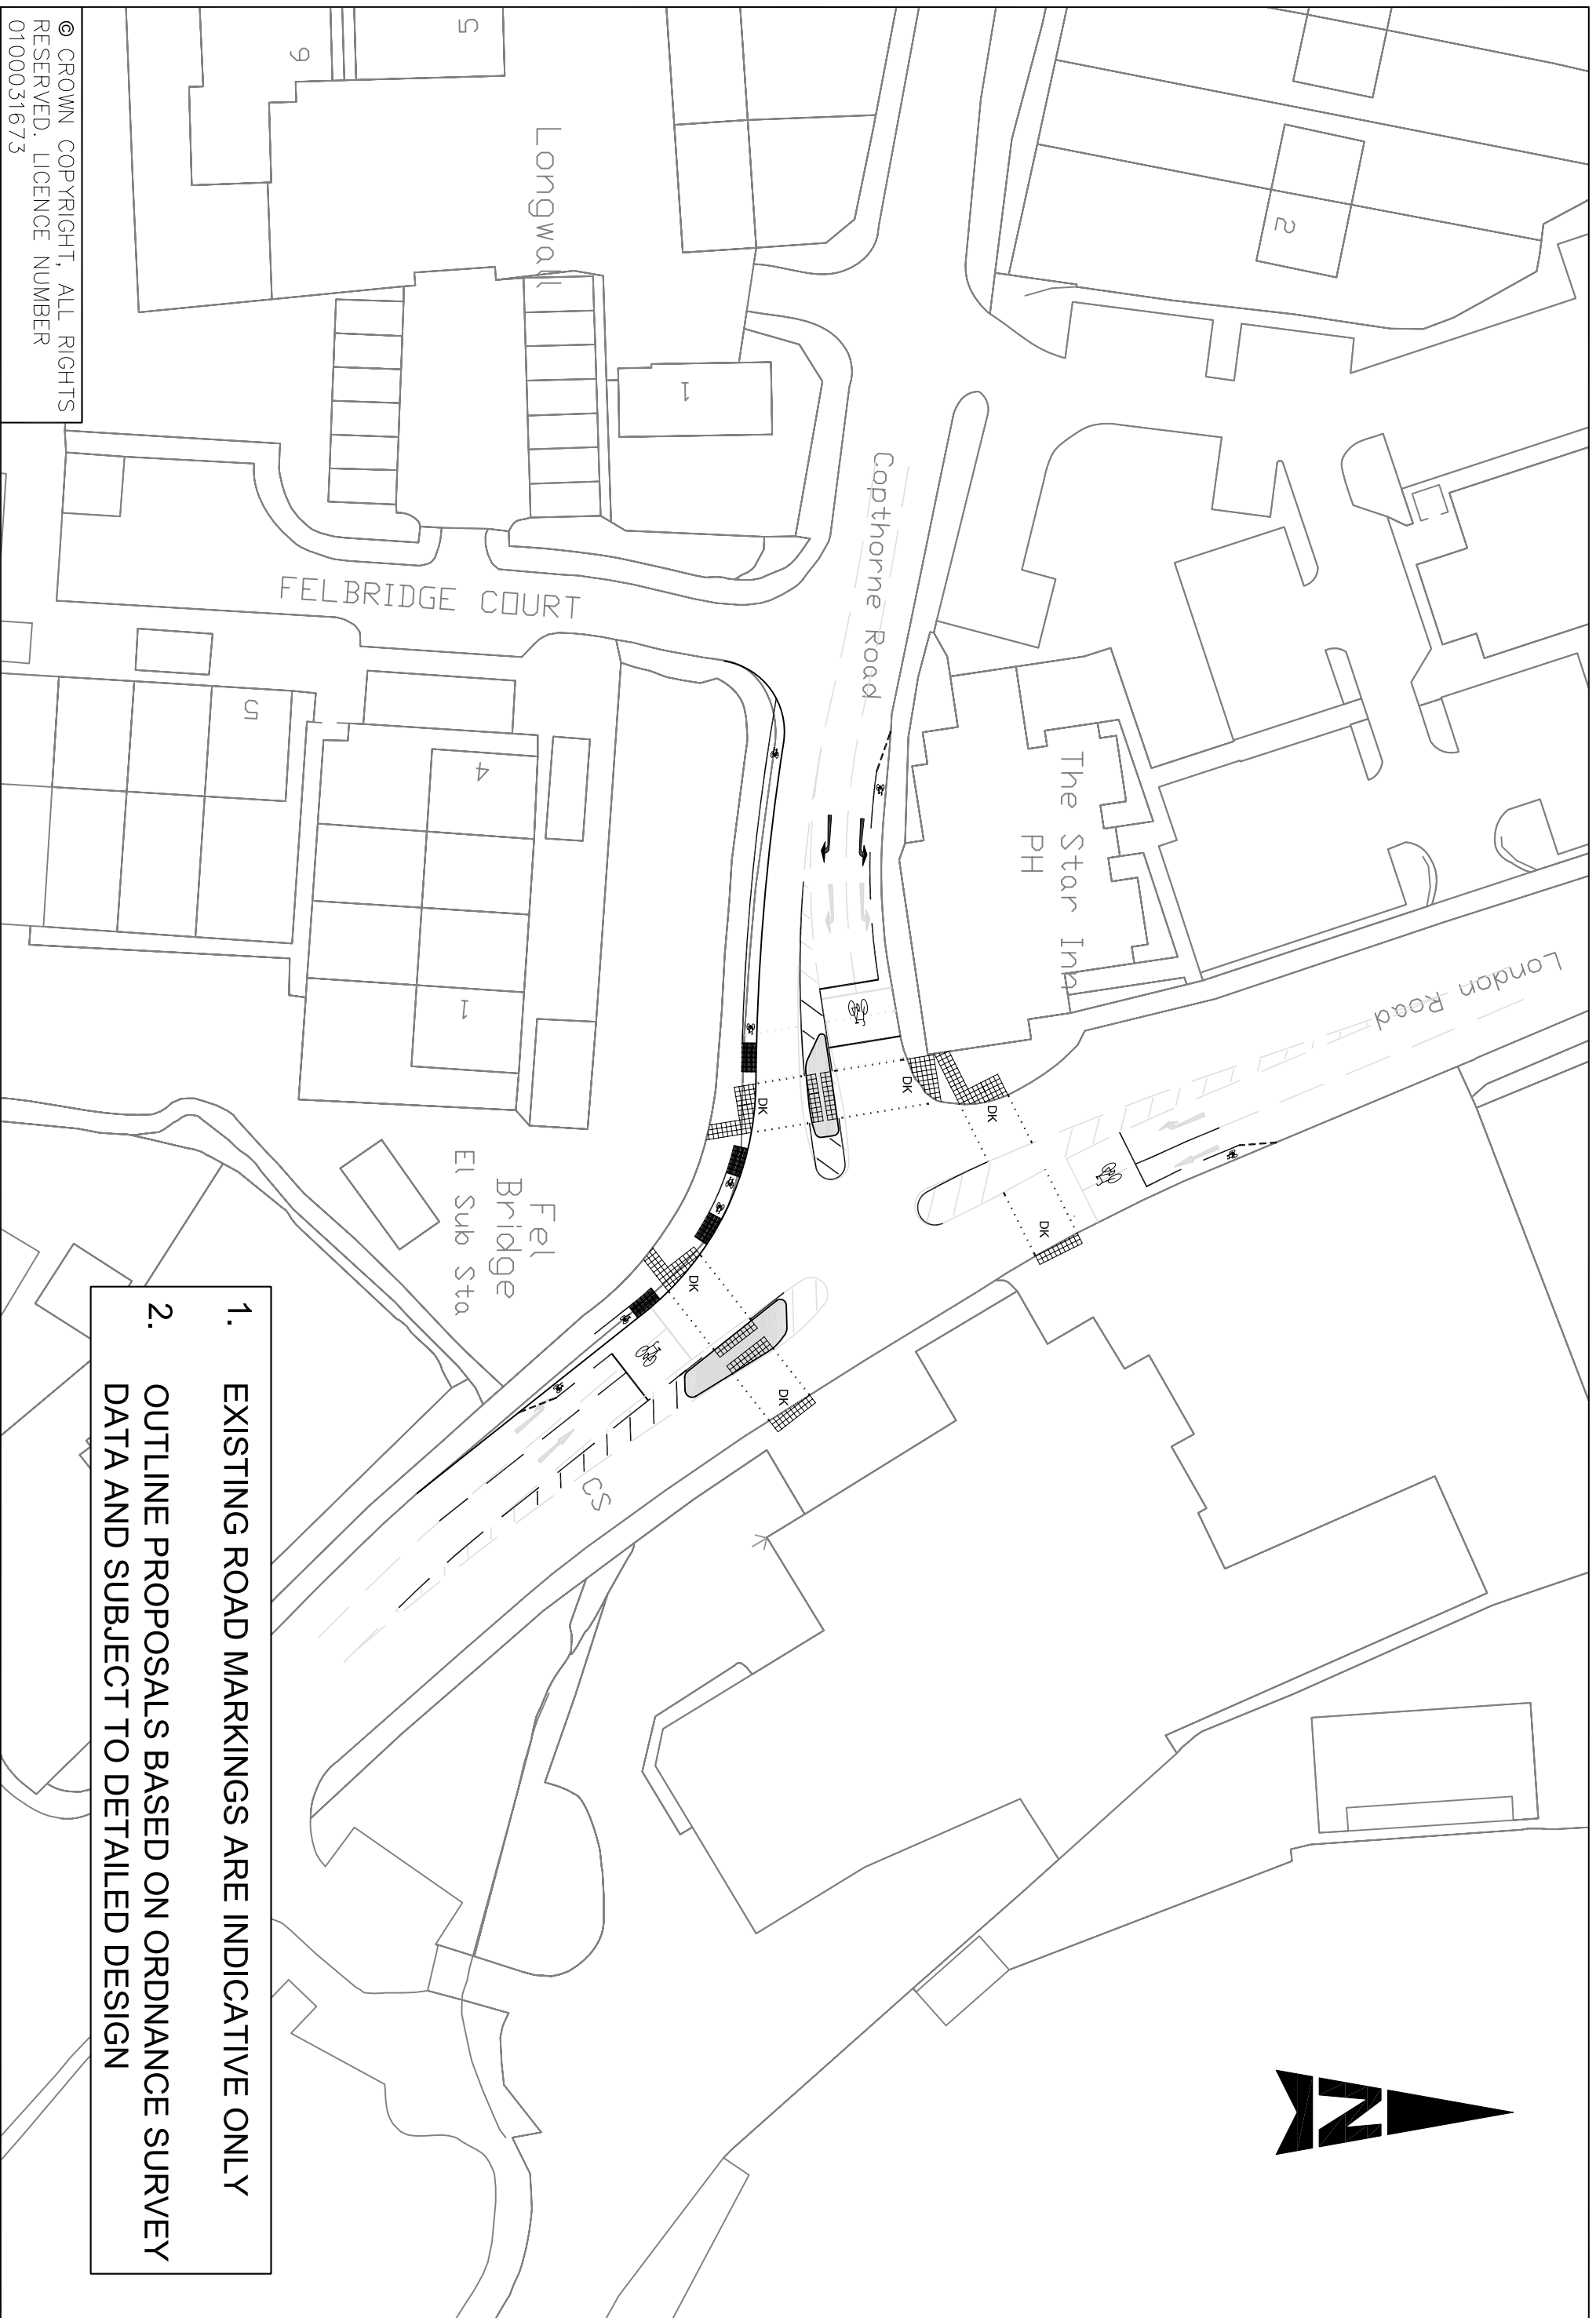 London Road
2
The Star Inn
PH
Copthorne Road
DK
DK
DK
DK
DK
DK
CS
5
6
Longwall
1
FELBRIDGE COURT
5
4
1
Fel
Bridge
El Sub Sta
N
1. EXISTING ROAD MARKINGS ARE INDICATIVE ONLY
2. OUTLINE PROPOSALS BASED ON ORDNANCE SURVEY
DATA AND SUBJECT TO DETAILED DESIGN
© CROWN COPYRIGHT, ALL RIGHTS
RESERVED. LICENCE NUMBER
0100031673